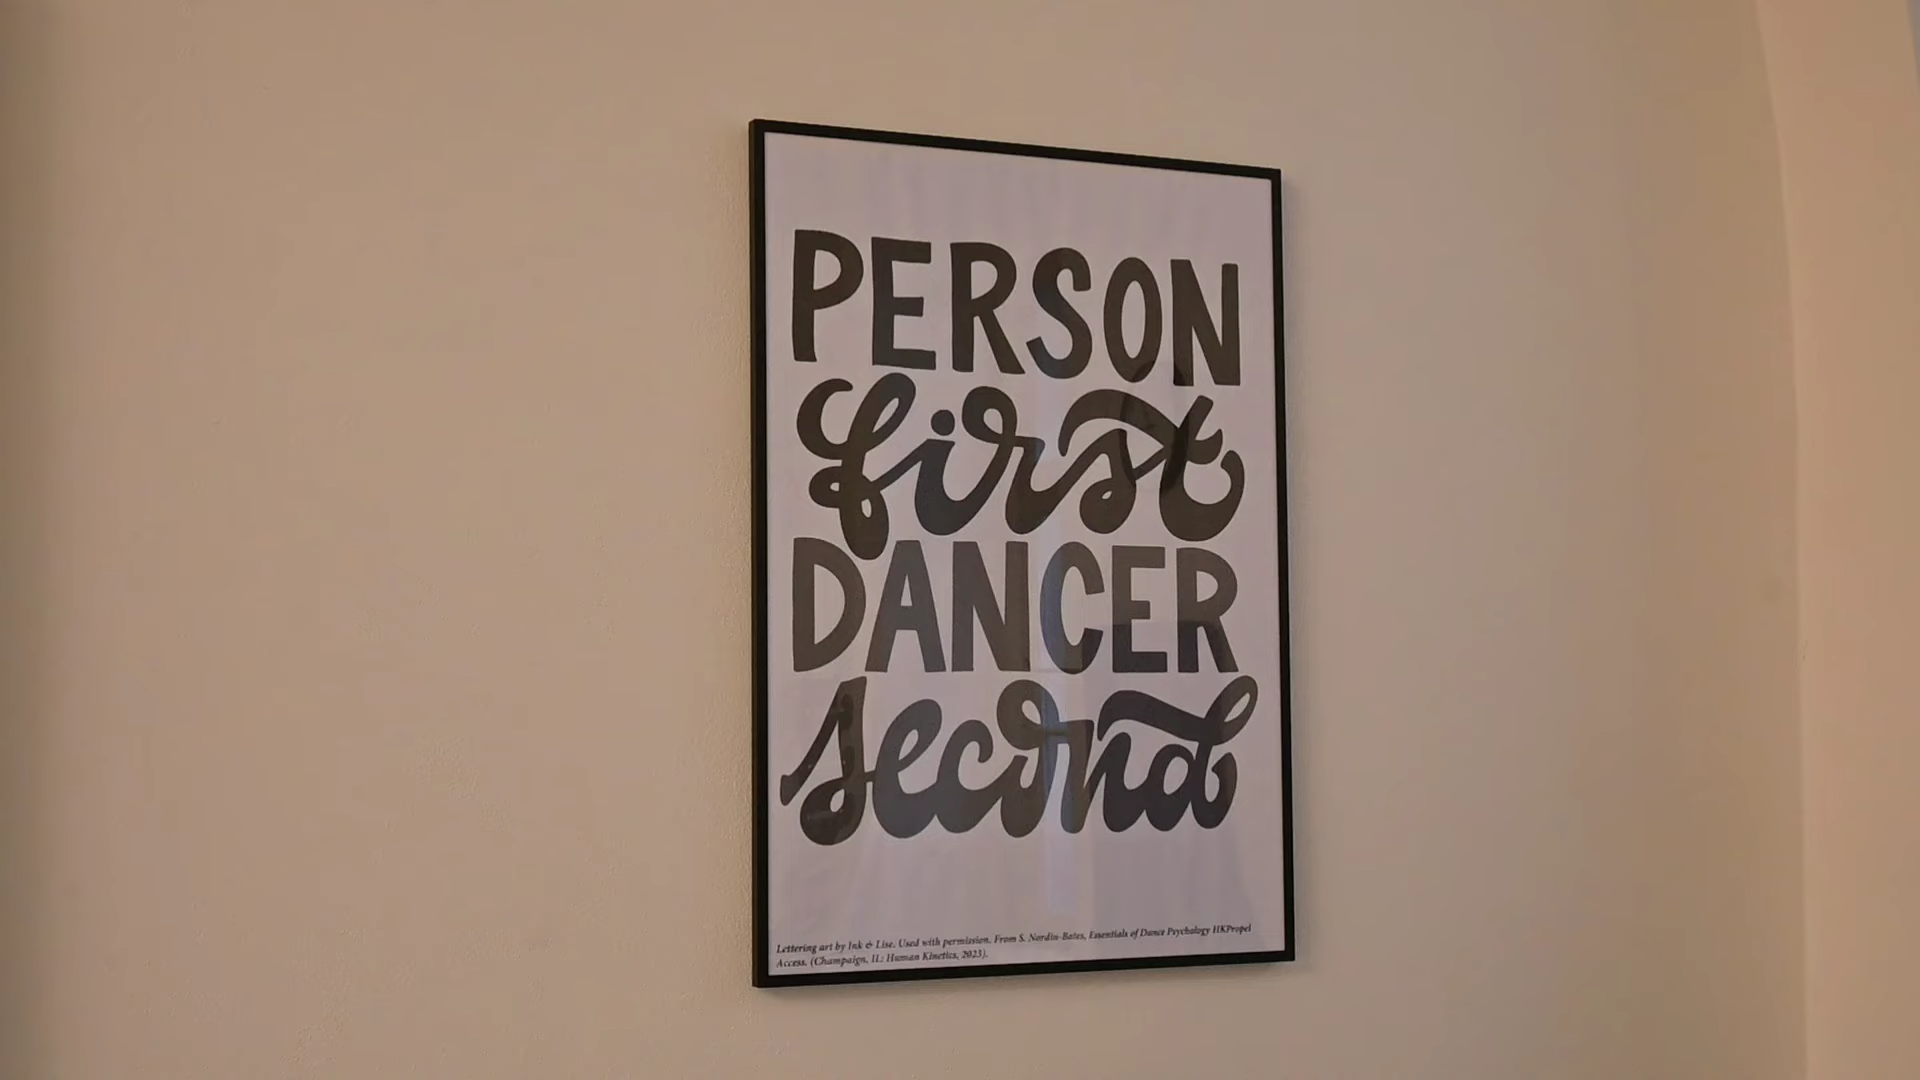 PERSON
first
DANCER
second
Lettering art by Ink & Lise. Used with permission. From S. Nordin-Bates, Essentials of Dance Psychology HKPropel
Access. (Champaign, IL: Human Kinetics, 2023).